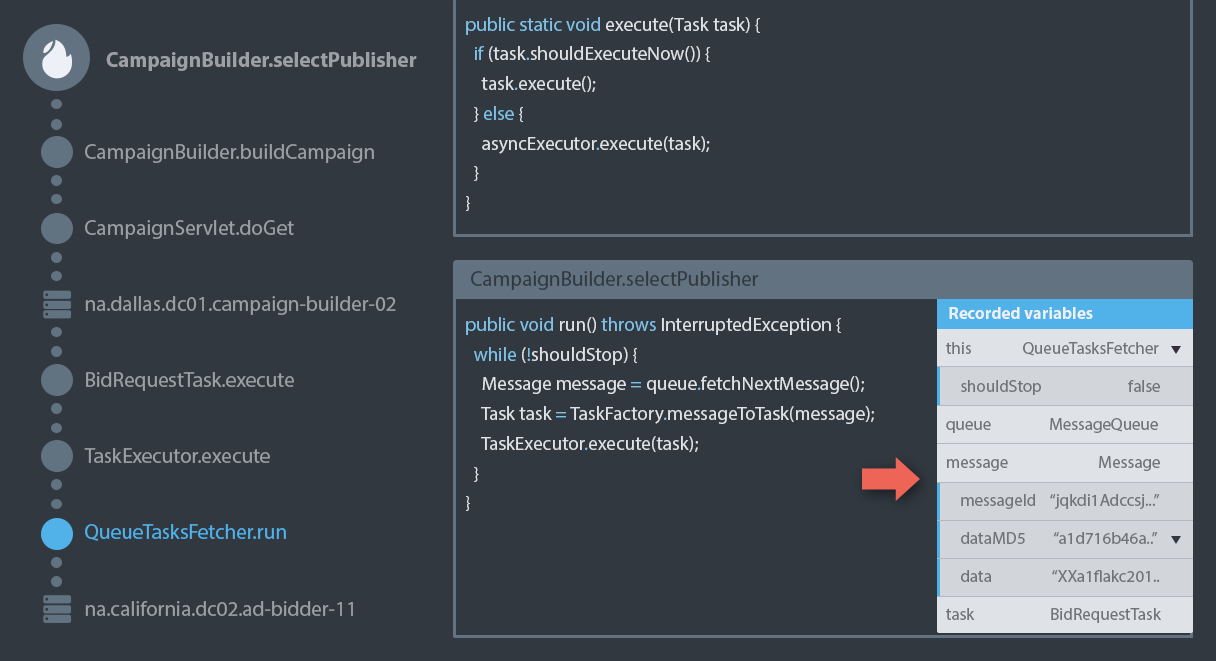 CampaignBuilder.selectPublisher
CampaignBuilder.buildCampaign
CampaignServlet.doGet
na.dallas.dc01.campaign-builder-02
BidRequestTask.execute
TaskExecutor.execute
QueueTasksFetcher.run
na.california.dc02.ad-bidder-11
public static void execute(Task task) {
if (task.shouldExecuteNow()) {
task.execute();
} else {
asyncExecutor.execute(task);
}
}
CampaignBuilder.selectPublisher
public void run() throws InterruptedException {
while (!shouldStop) {
Message message = queue.fetchNextMessage();
Task task = TaskFactory.messageToTask(message);
TaskExecutor.execute(task);
}
}
Recorded variables
this QueueTasksFetcher
shouldStop false
queue MessageQueue
message Message
messageId “jqkdi1Adccsj...”
dataMD5 “a1d716b46a..”
data “XXa1flakc201..
task BidRequestTask